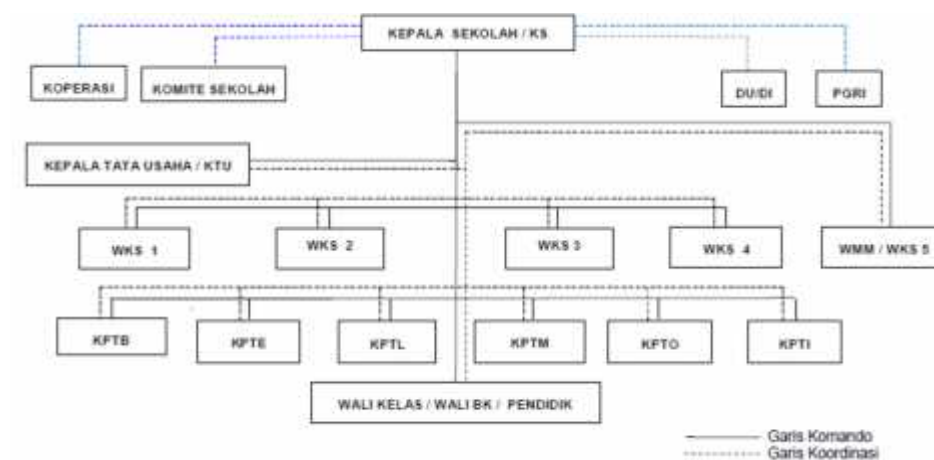 KEPALA SEKOLAH / KS
KOPERASI
KOMITE SEKOLAH
DU/DI
PGRI
KEPALA TATA USAHA / KTU
WKS 1
WKS 2
WKS 3
WKS 4
WMM / WKS 5
KPTB
KPTE
KPTL
KPTM
KPTO
KPTI
WALI KELAS / WALI BK / PENDIDIK
Garis Komando
Garis Koordinasi